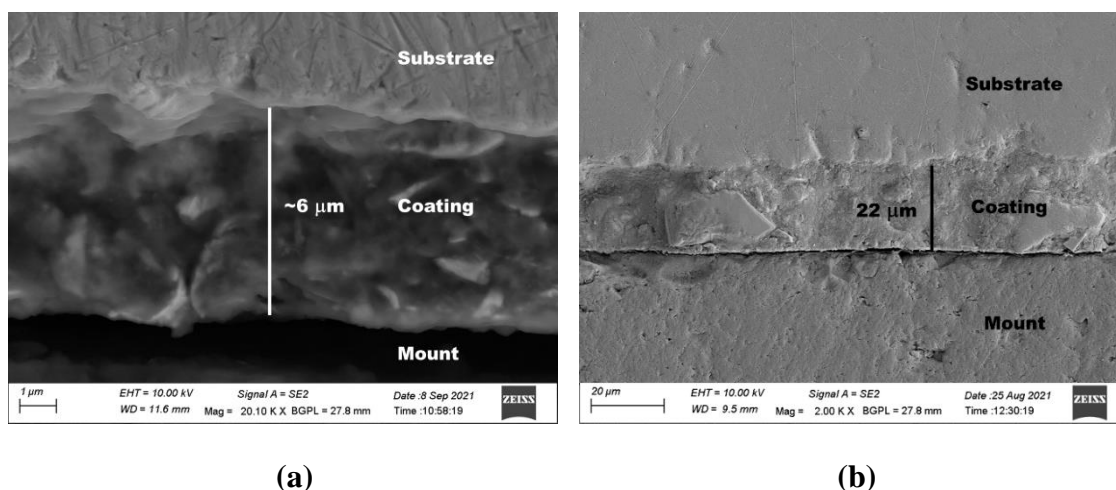 Substrate
~6 μm
Coating
Mount
1 µm
EHT = 10.00 kV
Signal A = SE2
Date :8 Sep 2021
WD = 11.6 mm
Mag = 20.10 K X
BGPL = 27.8 mm
Time :10:58:19
ZEISS
(a)
Substrate
22 μm
Coating
Mount
20 µm
EHT = 10.00 kV
Signal A = SE2
Date :25 Aug 2021
WD = 9.5 mm
Mag = 2.00 K X
BGPL = 27.8 mm
Time :12:30:19
ZEISS
(b)